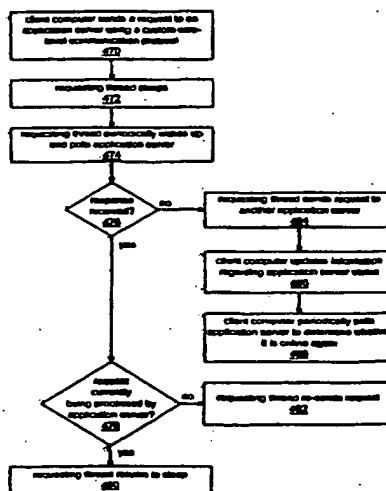 client computer sends a request to an
application server using a custom wire-
level communication protocol
470
requesting thread sleeps
472
requesting thread periodically wakes up
and polls application server
474
response
received?
476
no
yes
requesting thread sends request to
another application server
484
client computer updates information
regarding application server status
486
client computer periodically polls
application server to determine whether
it is online again
488
request
currently
being processed by
application server?
478
no
yes
requesting thread re-sends request
482
requesting thread returns to sleep
480